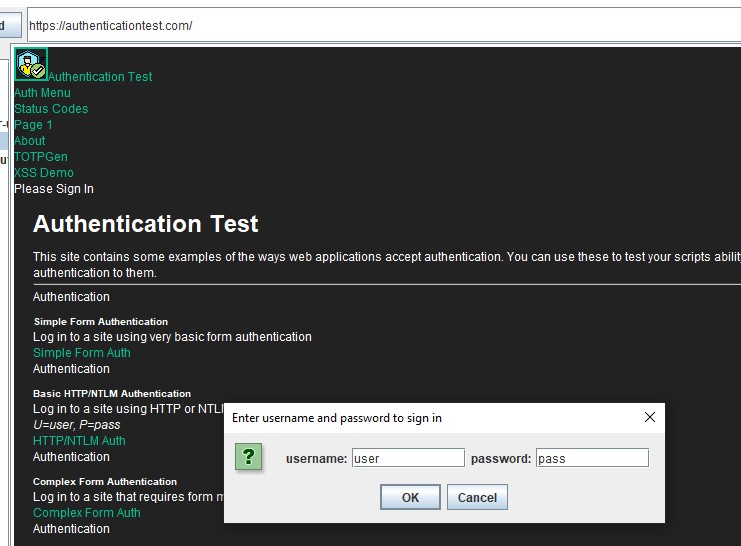 https://authenticationtest.com/
Authentication Test
Auth Menu
Status Codes
Page 1
About
TOTPGen
XSS Demo
Please Sign In
Authentication Test
This site contains some examples of the ways web applications accept authentication. You can use these to test your scripts
authentication to them.
Authentication
Simple Form Authentication
Log in to a site using very basic form authentication
Simple Form Auth
Authentication
Basic HTTP/NTLM Authentication
Log in to a site using HTTP or
U=user, P=pass
HTTP/NTLM Auth
Authentication
Complex Form Authentication
Log in to a site that requires form
Complex Form Auth
Authentication
Enter username and password to sign in
username: user password: pass
OK Cancel